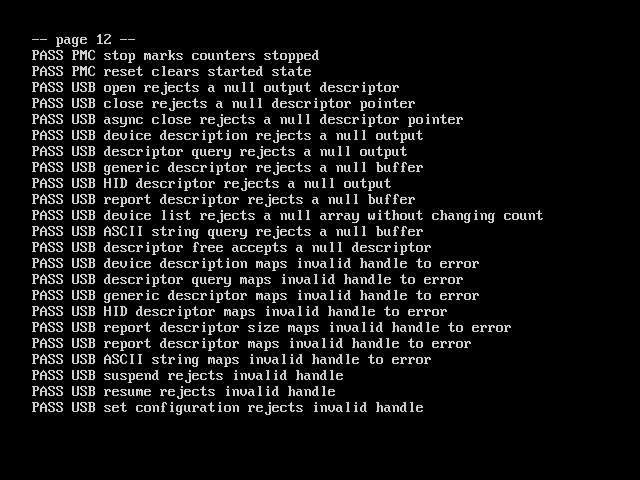 -- page 12 --
PASS PMC stop marks counters stopped
PASS PMC reset clears started state
PASS USB open rejects a null output descriptor
PASS USB close rejects a null descriptor pointer
PASS USB async close rejects a null descriptor pointer
PASS USB device description rejects a null output
PASS USB descriptor query rejects a null output
PASS USB generic descriptor rejects a null buffer
PASS USB HID descriptor rejects a null output
PASS USB report descriptor rejects a null buffer
PASS USB device list rejects a null array without changing count
PASS USB ASCII string query rejects a null buffer
PASS USB descriptor free accepts a null descriptor
PASS USB device description maps invalid handle to error
PASS USB descriptor query maps invalid handle to error
PASS USB generic descriptor maps invalid handle to error
PASS USB HID descriptor maps invalid handle to error
PASS USB report descriptor size maps invalid handle to error
PASS USB report descriptor maps invalid handle to error
PASS USB ASCII string maps invalid handle to error
PASS USB suspend rejects invalid handle
PASS USB resume rejects invalid handle
PASS USB set configuration rejects invalid handle